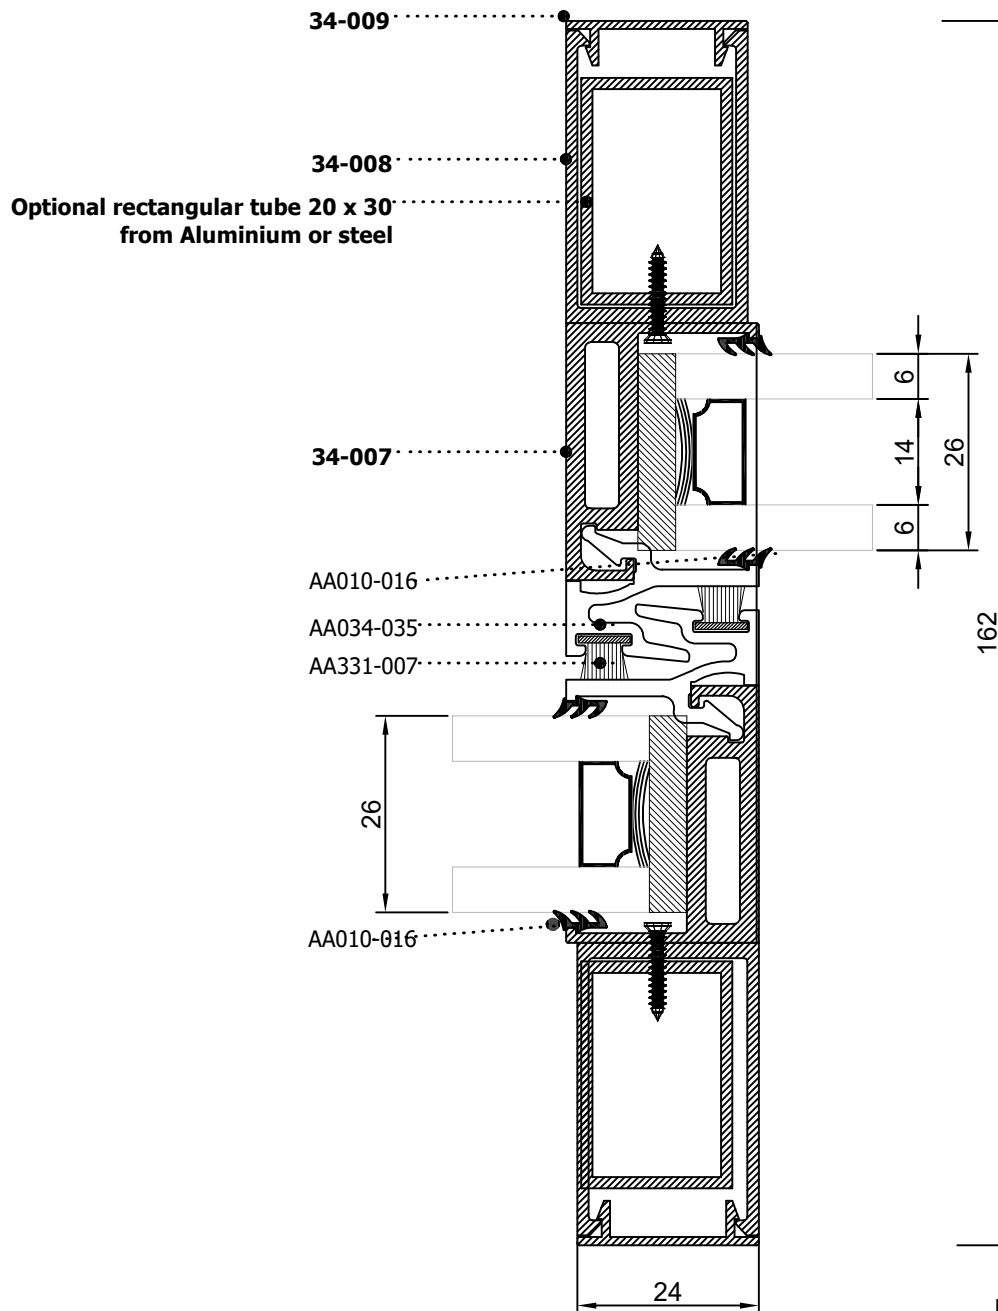 34-009
34-008
Optional rectangular tube 20 x 30
from Aluminium or steel
6
14
26
6
34-007
AA010-016
AA034-035
162
AA331-007
26
AA010-016
24